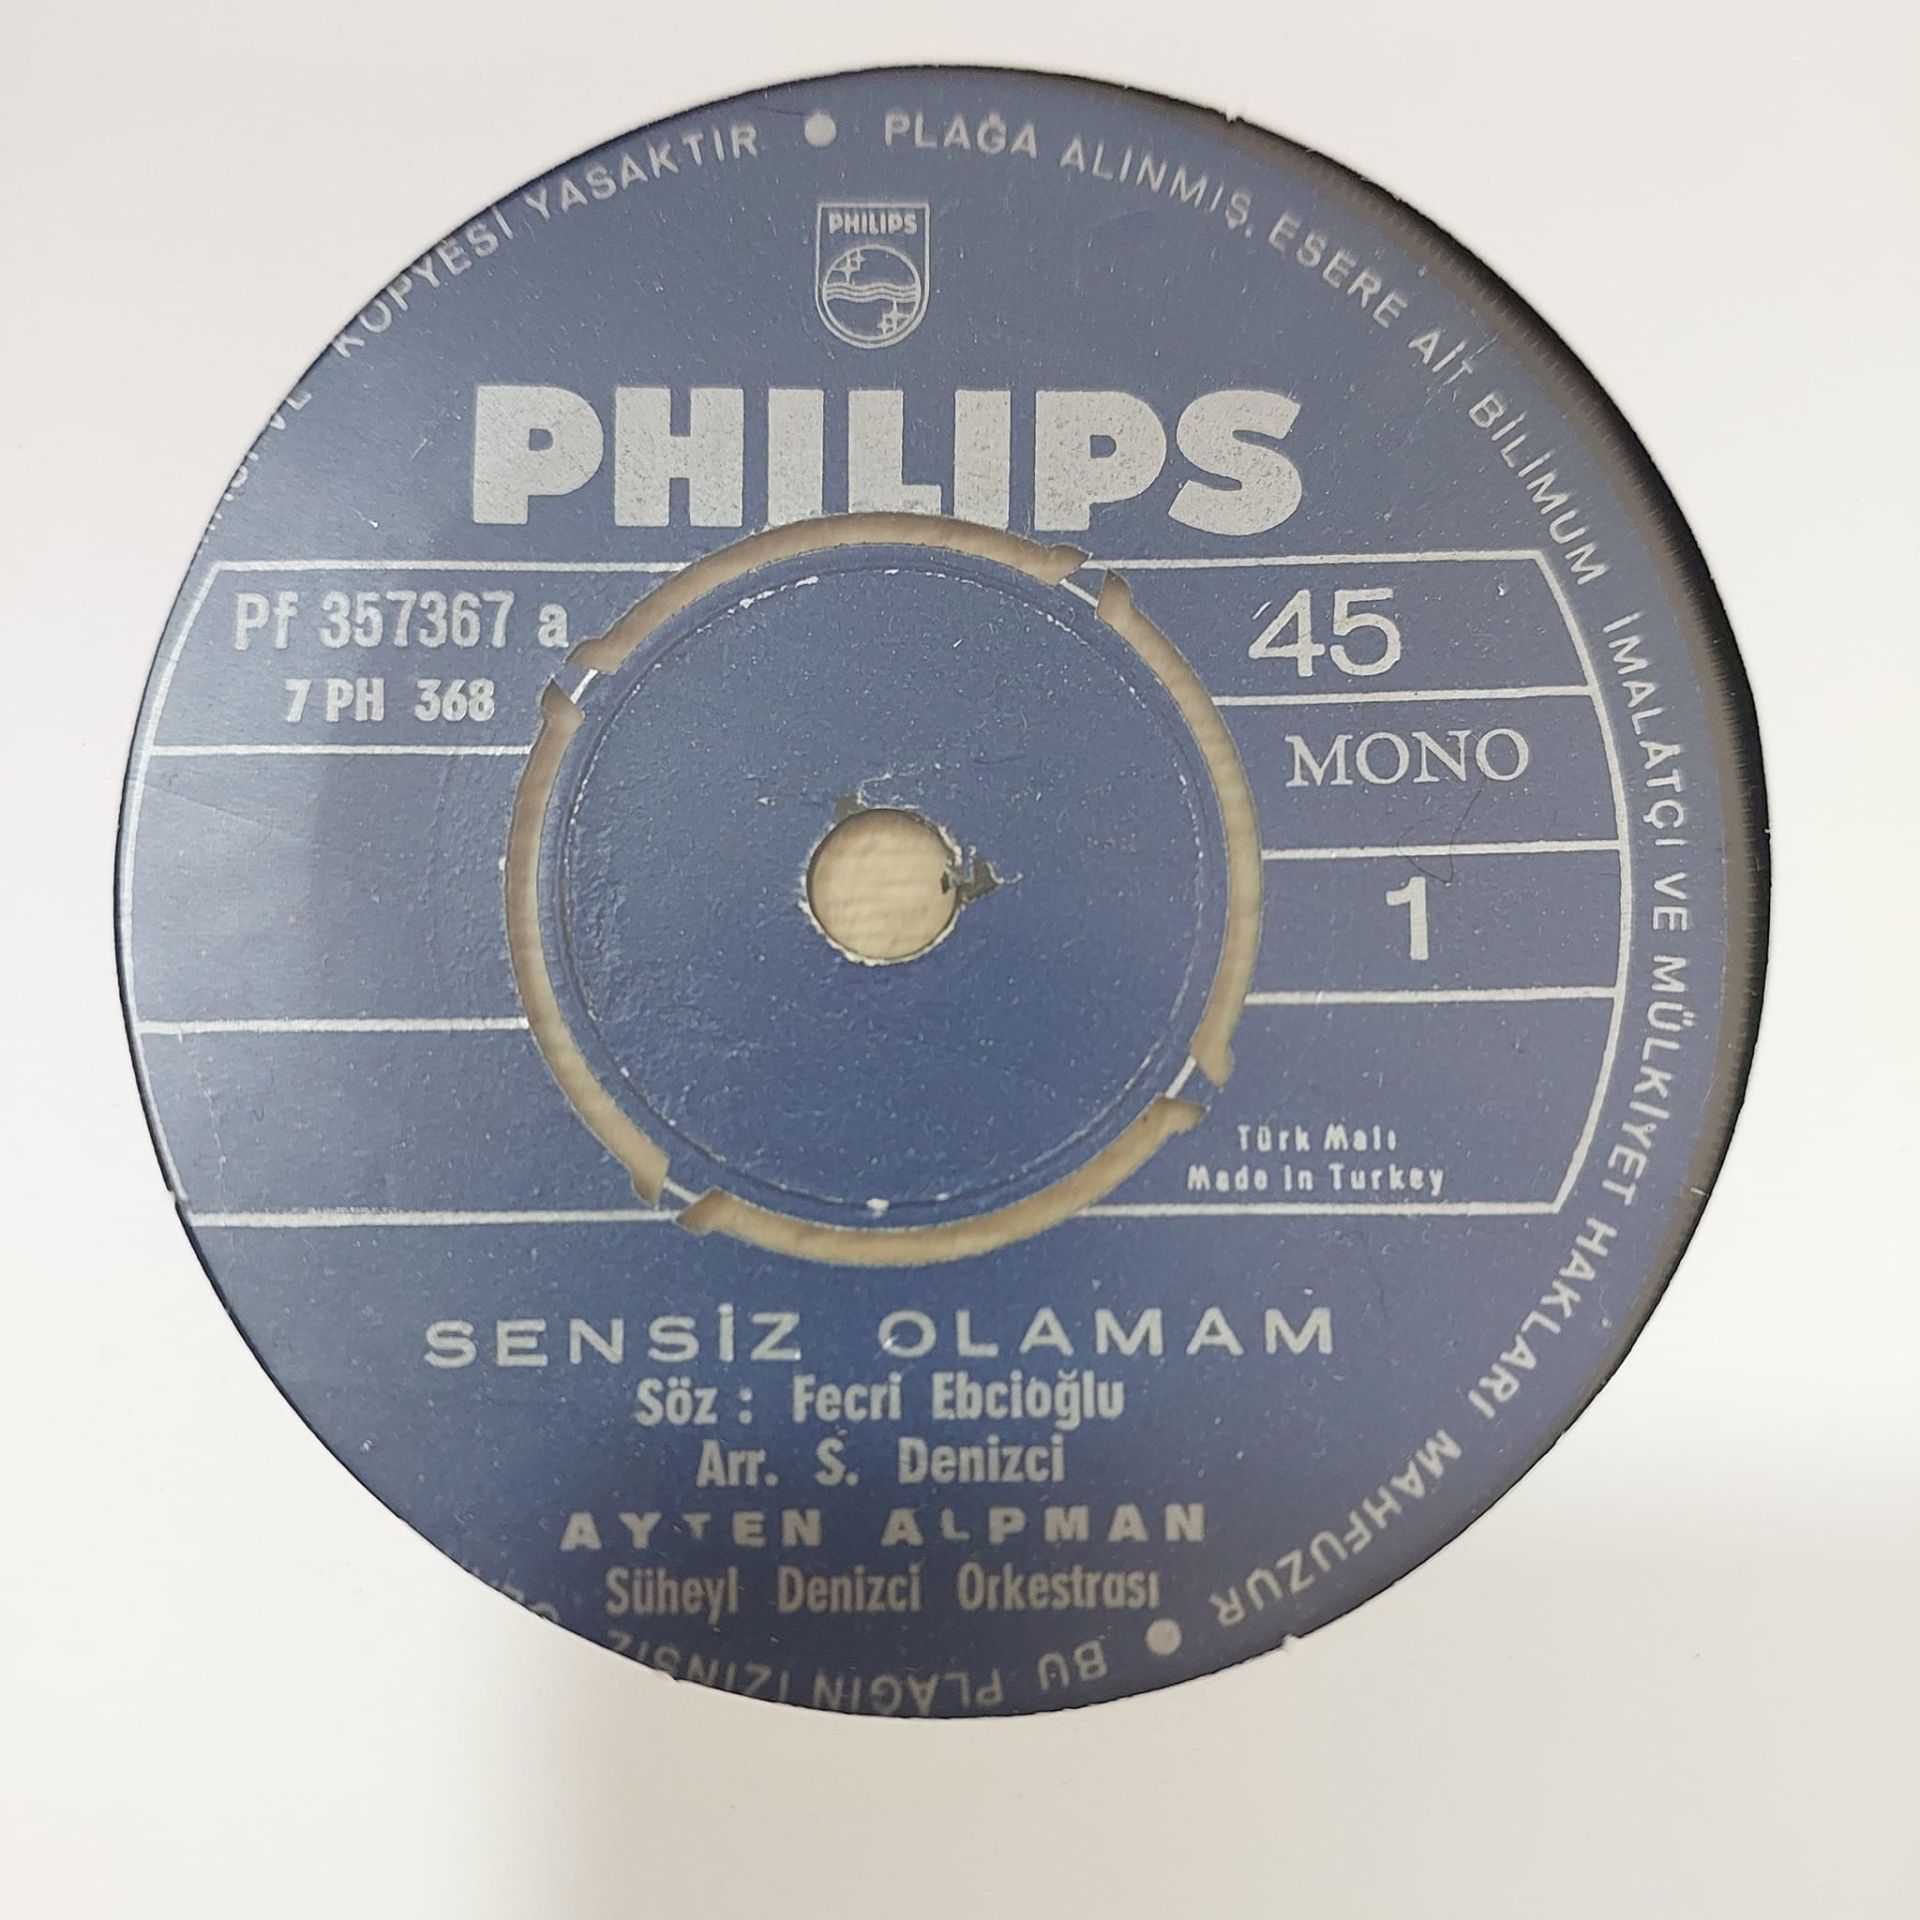 PLAĞA ALINMIŞ. ESERE AİT BİLİMUM İMALATÇI VE MÜLKİYET HAKLARI MAHFUZUR • BU PLAĞIN İZİNSİZ
VE KOPYESİ YASAKTIR •
PHILIPS
PHILIPS
Pf 357367 a
7 PH 368
45
MONO
1
Türk Malı
Made in Turkey
SENSİZ OLAMAM
Söz : Fecri Ebcioğlu
Arr. S. Denizci
AYTEN ALPMAN
Süheyl Denizci Orkestrası